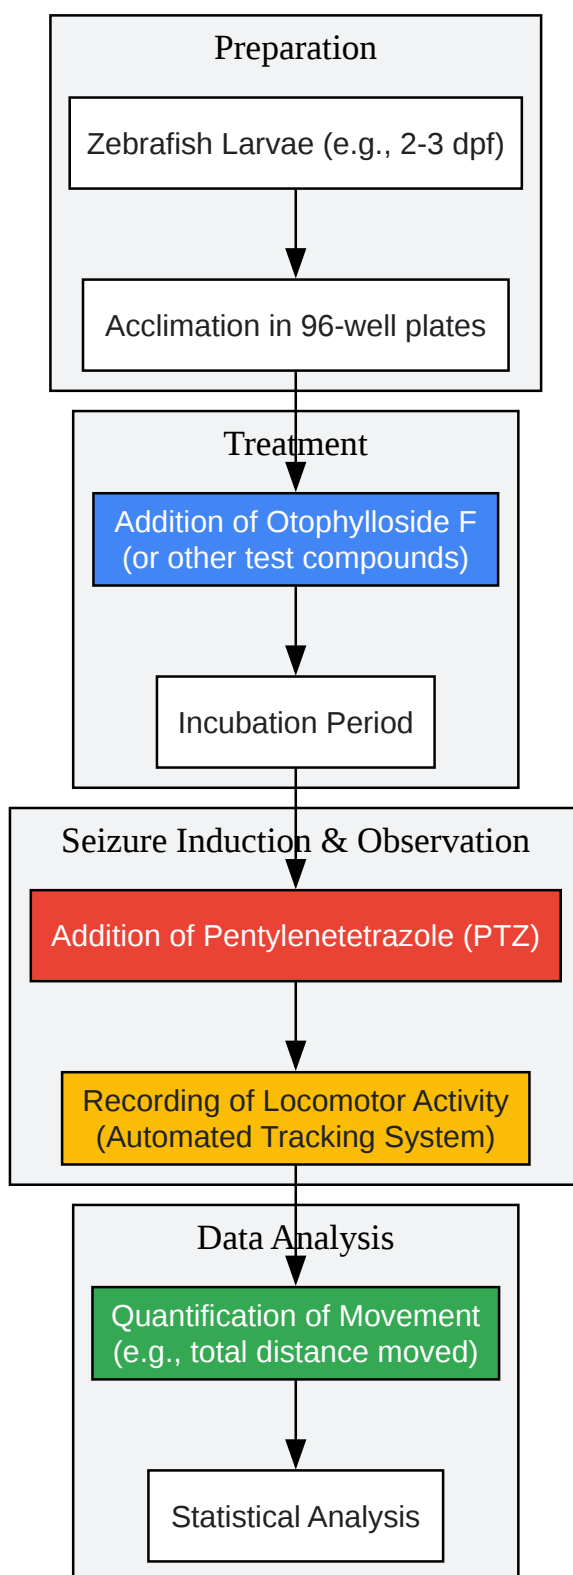 Preparation
Zebrafish Larvae (e.g., 2-3 dpf)
Acclimation in 96-well plates
Treatment
Addition of Otophylloside F
(or other test compounds)
Incubation Period
Seizure Induction & Observation
Addition of Pentylenetetrazole (PTZ)
Recording of Locomotor Activity
(Automated Tracking System)
Data Analysis
Quantification of Movement
(e.g., total distance moved)
Statistical Analysis